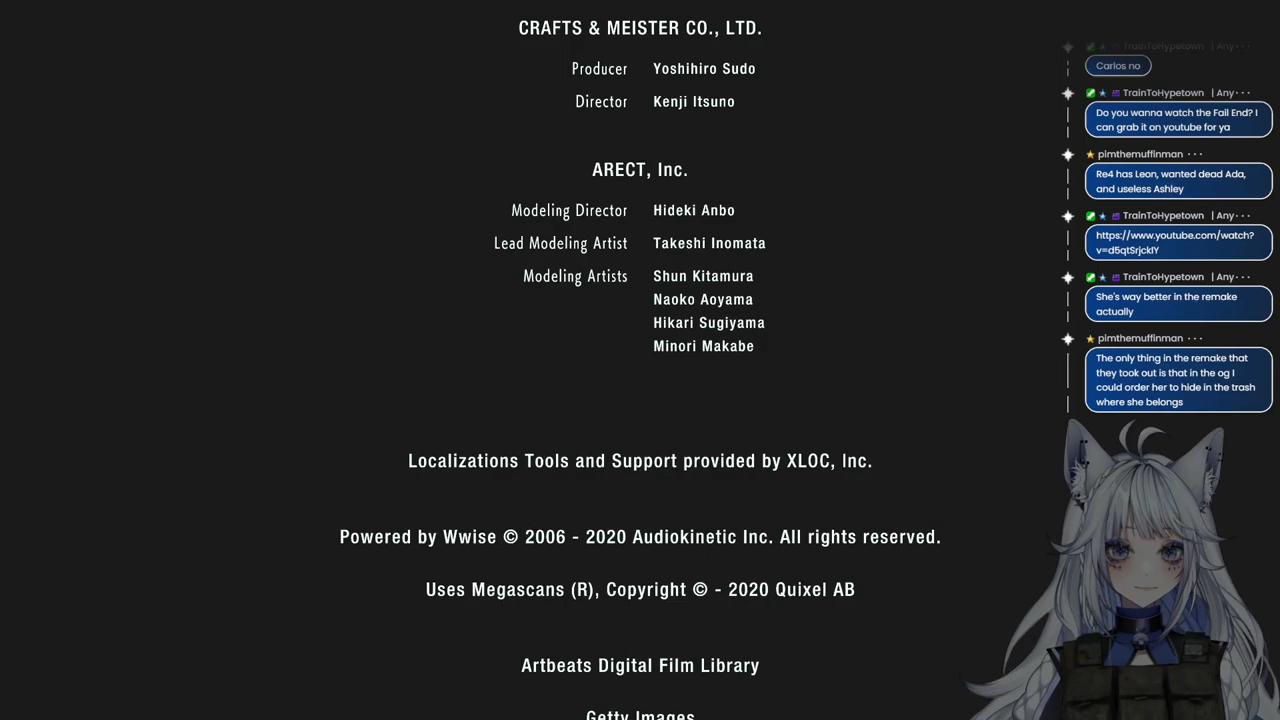 CRAFTS & MEISTER CO., LTD.
Producer Yoshihiro Sudo
Director Kenji Itsuno
ARECT, Inc.
Modeling Director Hideki Anbo
Lead Modeling Artist Takeshi Inomata
Modeling Artists Shun Kitamura
Naoko Aoyama
Hikari Sugiyama
Minori Makabe
Localizations Tools and Support provided by XLOC, Inc.
Powered by Wwise © 2006 - 2020 Audiokinetic Inc. All rights reserved.
Uses Megascans (R), Copyright © - 2020 Quixel AB
Artbeats Digital Film Library
Getty Images
TrainToHypetown | Any···
Carlos no
TrainToHypetown | Any···
Do you wanna watch the Fail End? I
can grab it on youtube for ya
pimthemuffinman ···
Re4 has Leon, wanted dead Ada,
and useless Ashley
TrainToHypetown | Any···
https://www.youtube.com/watch?
v=d5qtSrjckIY
TrainToHypetown | Any···
She's way better in the remake
actually
pimthemuffinman ···
The only thing in the remake that
they took out is that in the og I
could order her to hide in the trash
where she belongs